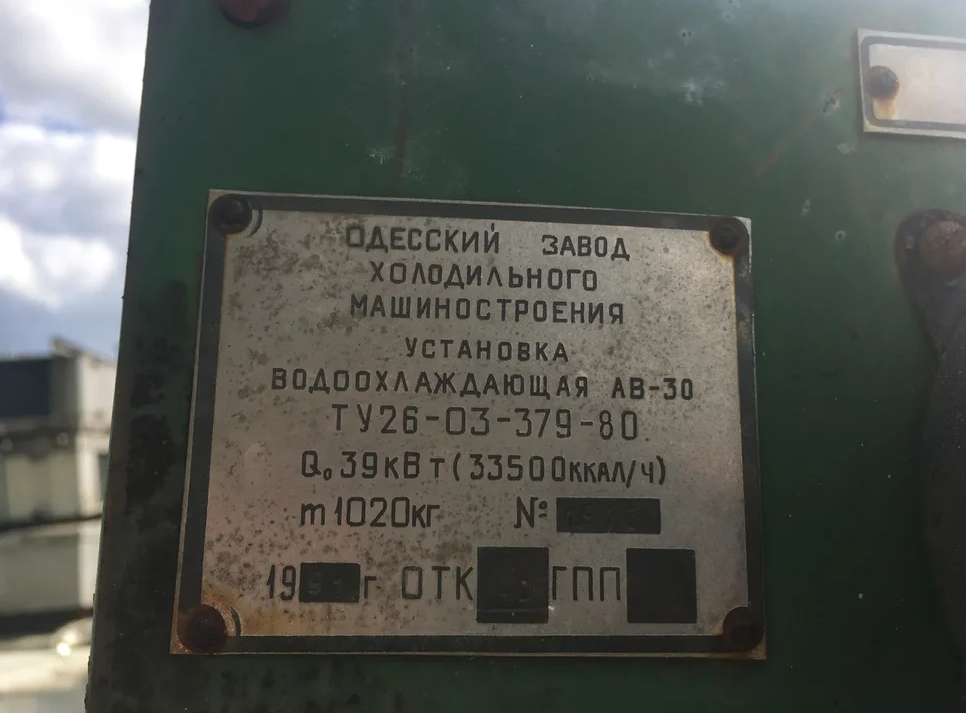 ОДЕССКИЙ ЗАВОД
ХОЛОДИЛЬНОГО
МАШИНОСТРОЕНИЯ
УСТАНОВКА
ВОДООХЛАЖДАЮЩАЯ АВ-30
ТУ26-03-379-80
Q₀ 39кВт (33500ккал/ч)
m 1020кг №
19 г ОТК ГПП